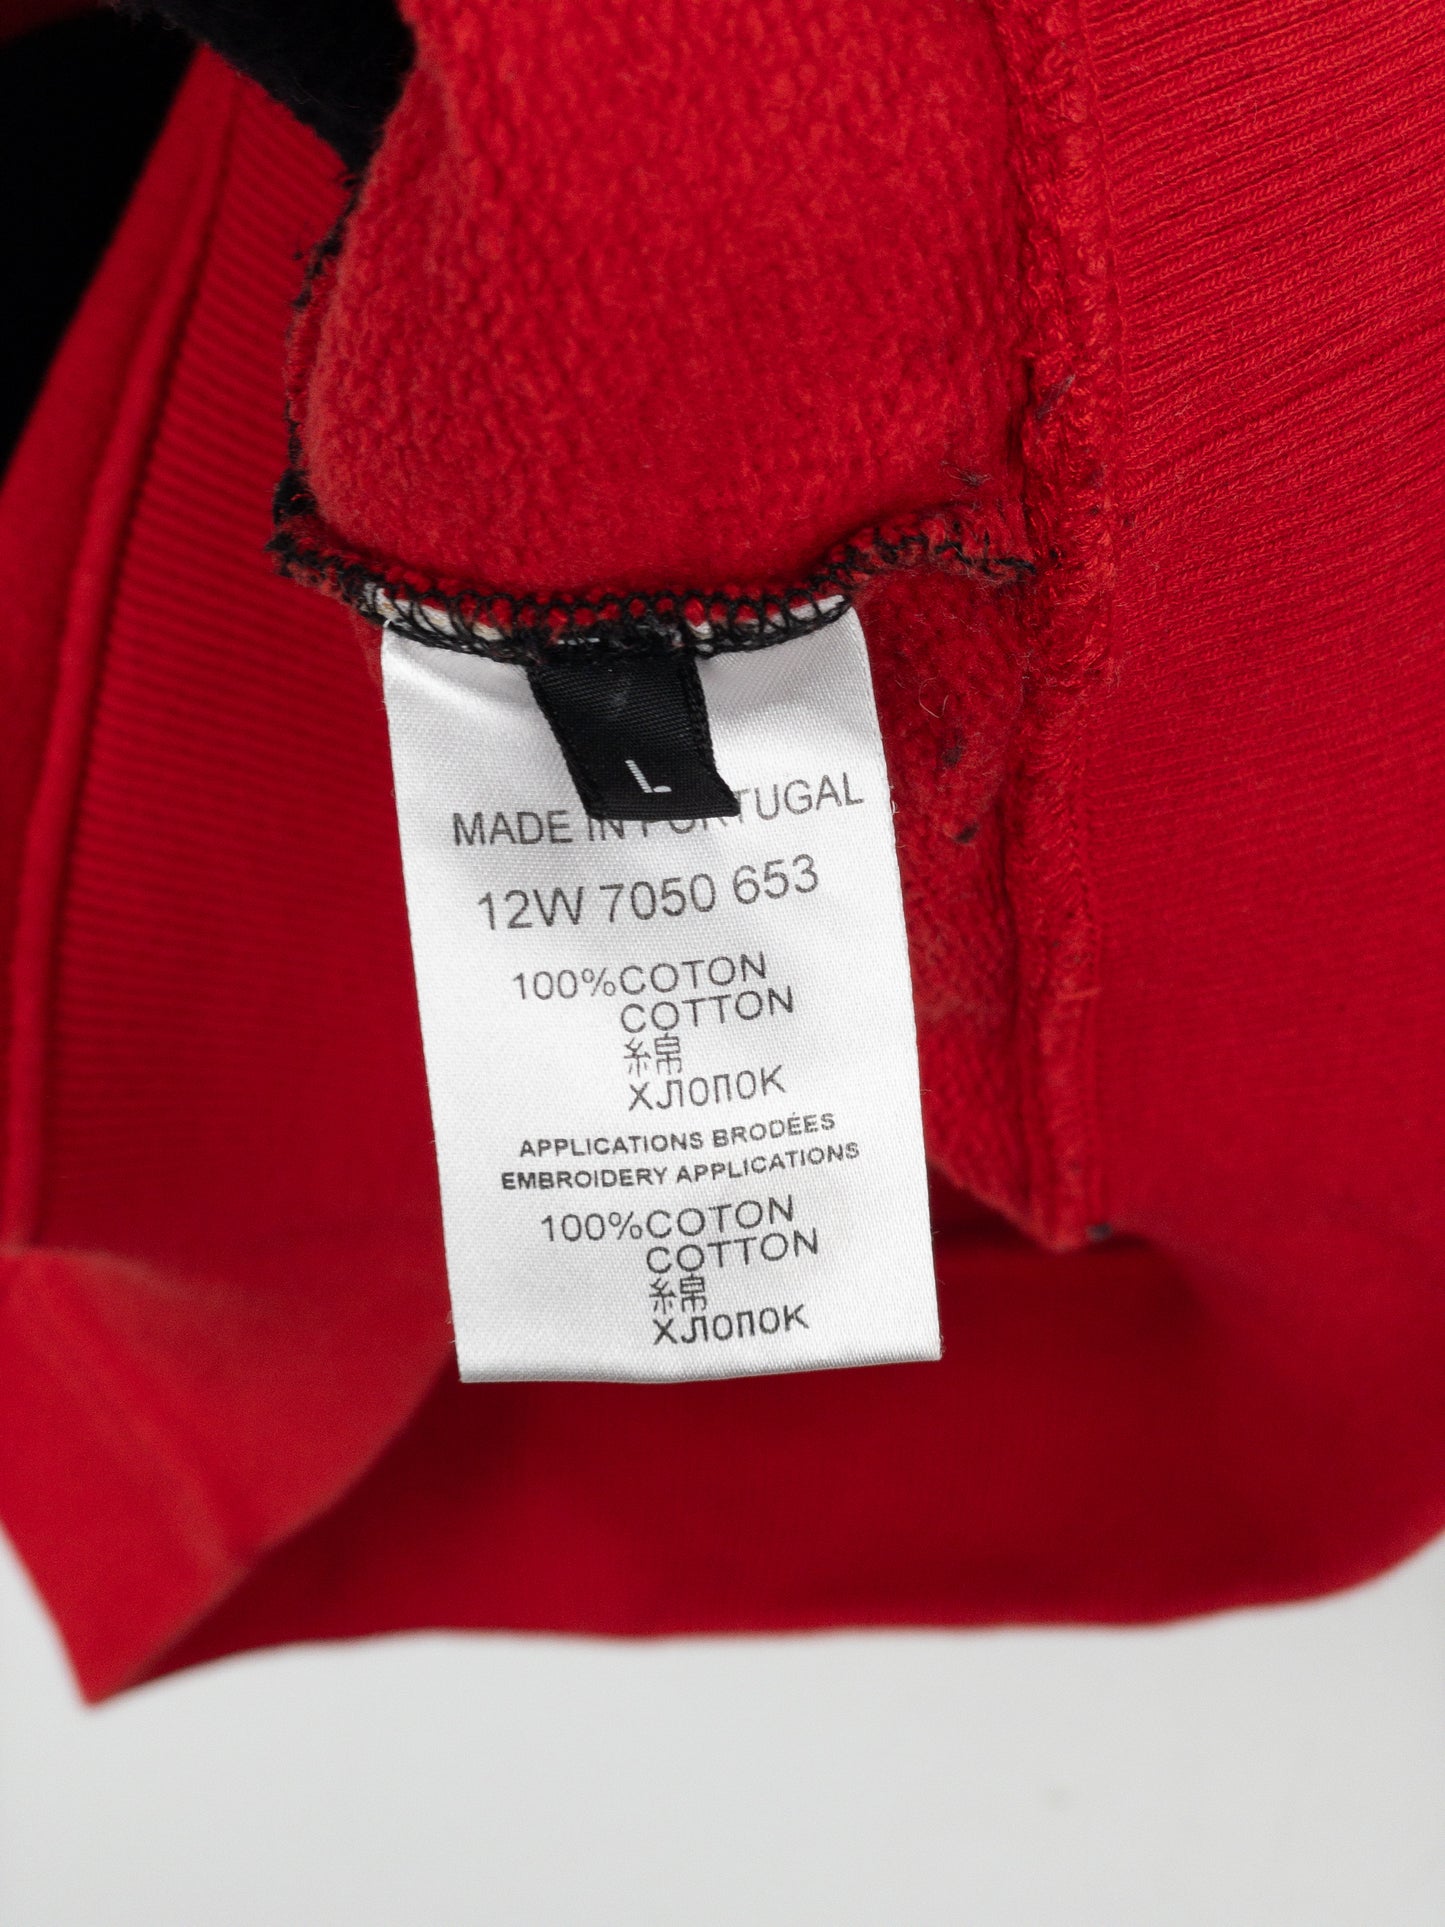 L
MADE IN PORTUGAL
12W 7050 653
100%COTON
COTTON
綿
ХЛОПОК
APPLICATIONS BRODÉES
EMBROIDERY APPLICATIONS
100%COTON
COTTON
綿
ХЛОПОК